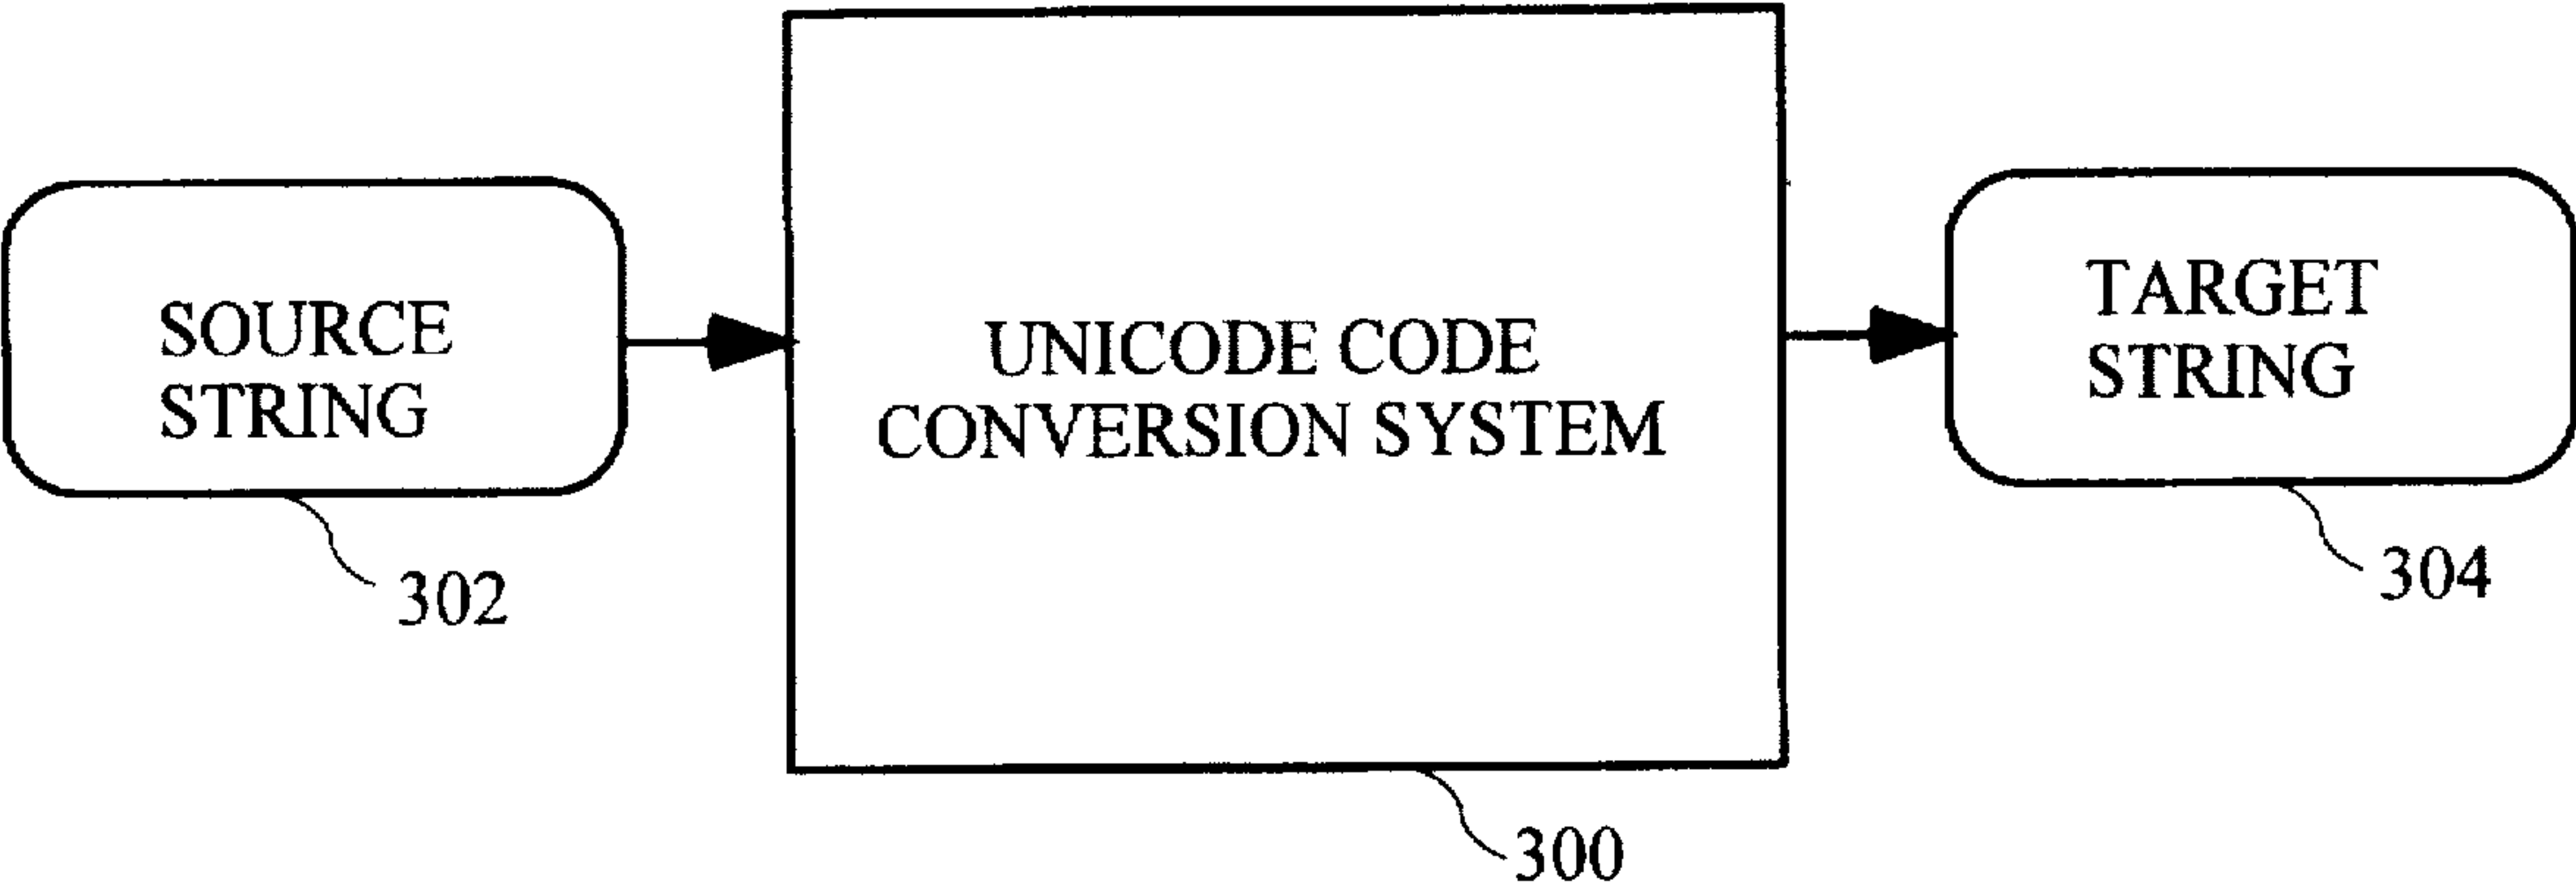 SOURCE
STRING
302
UNICODE CODE
CONVERSION SYSTEM
300
TARGET
STRING
304